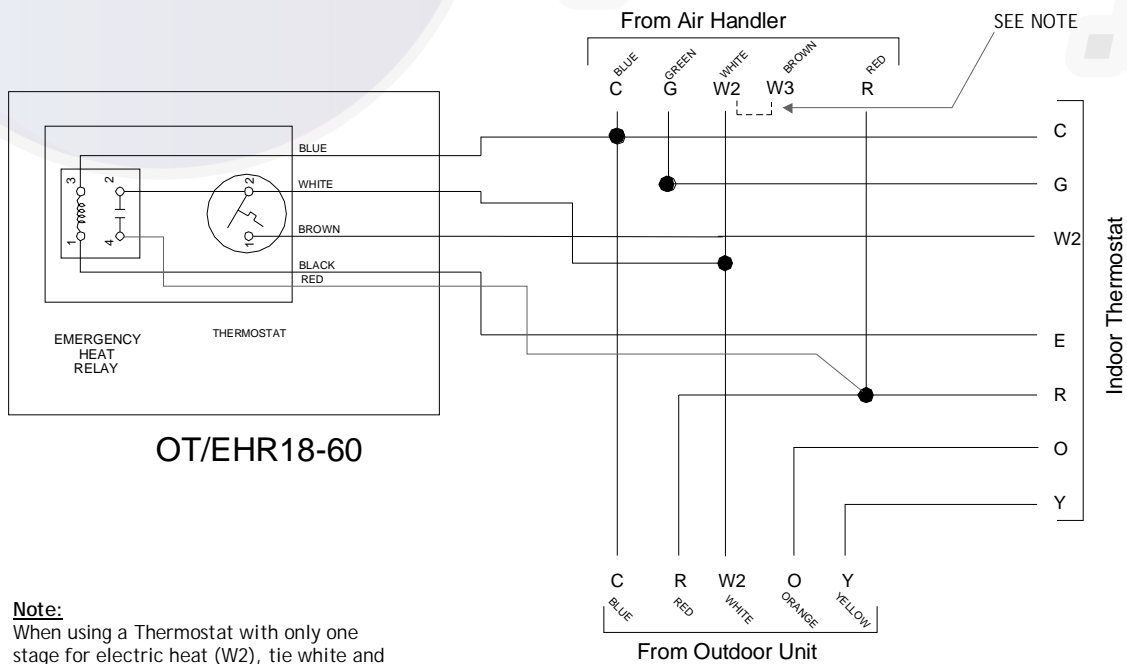 From Air Handler
SEE NOTE
BLUE GREEN WHITE BROWN RED
C G W2 W3 R
C
G
W2
E
R
O
Y
Indoor Thermostat
BLUE
WHITE
BROWN
BLACK
RED
3 2 2
1 4 1
EMERGENCY
HEAT
RELAY
THERMOSTAT
OT/EHR18-60
C R W2 O Y
BLUE RED WHITE ORANGE YELLOW
From Outdoor Unit
Note:
When using a Thermostat with only one
stage for electric heat (W2), tie white and